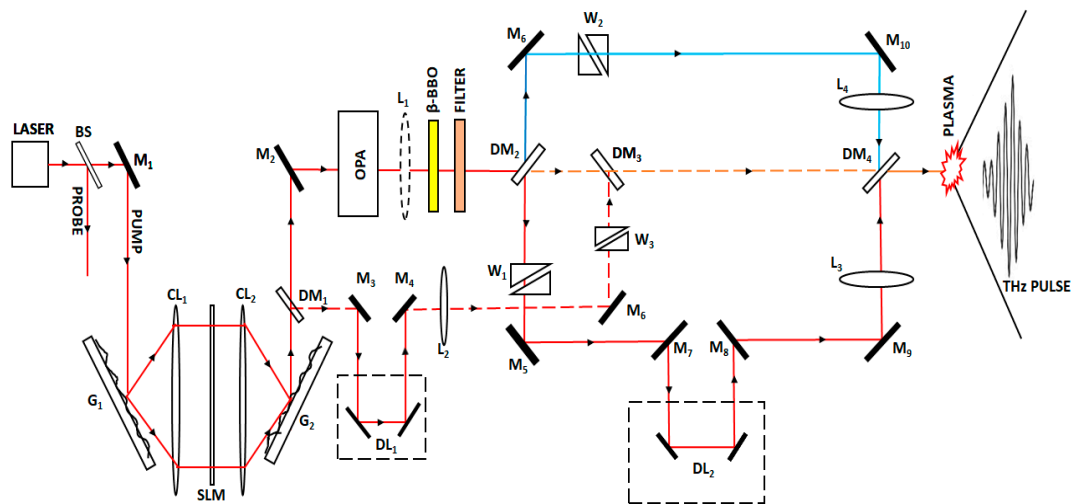 LASER
BS
M1
PROBE
PUMP
G1
CL1
SLM
CL2
G2
DM1
M2
OPA
L1
β-BBO
FILTER
M3
M4
DL1
L2
DM2
M6
W2
M10
L4
DM3
W3
M6
W1
M5
M7
M8
DL2
M9
L3
DM4
PLASMA
THz PULSE